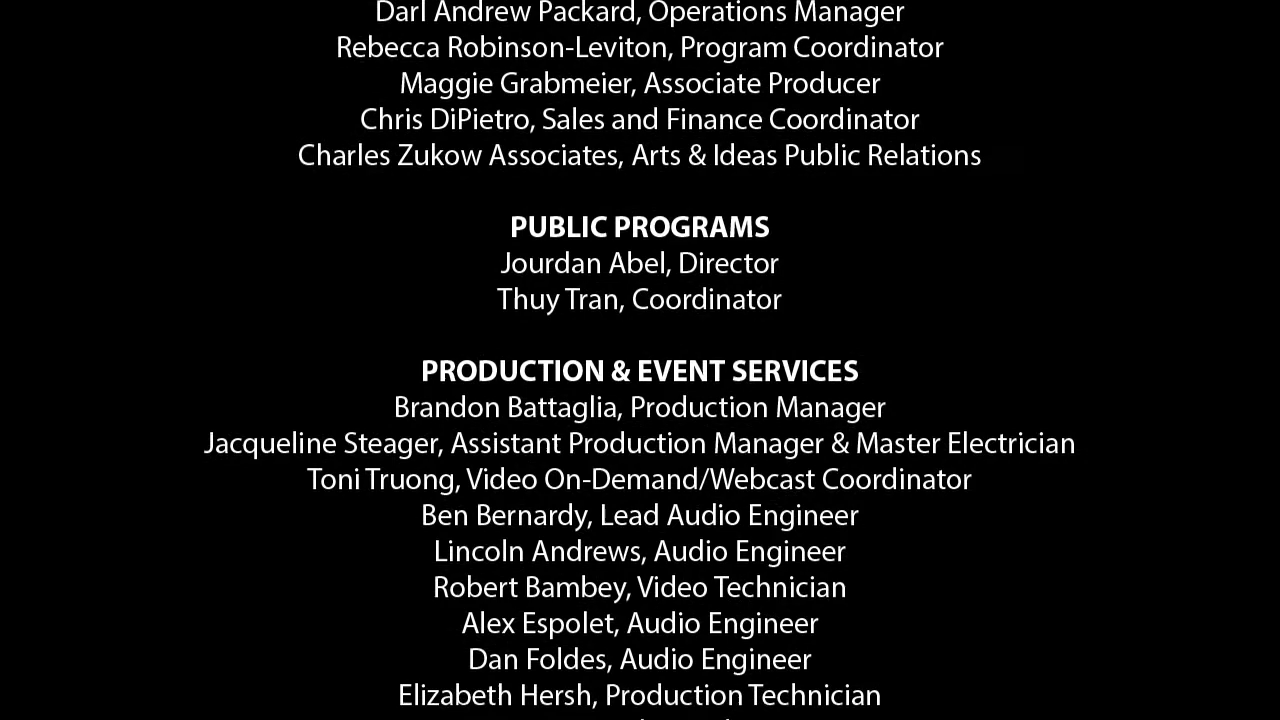 Darl Andrew Packard, Operations Manager
Rebecca Robinson-Leviton, Program Coordinator
Maggie Grabmeier, Associate Producer
Chris DiPietro, Sales and Finance Coordinator
Charles Zukow Associates, Arts & Ideas Public Relations
PUBLIC PROGRAMS
Jourdan Abel, Director
Thuy Tran, Coordinator
PRODUCTION & EVENT SERVICES
Brandon Battaglia, Production Manager
Jacqueline Steager, Assistant Production Manager & Master Electrician
Toni Truong, Video On-Demand/Webcast Coordinator
Ben Bernardy, Lead Audio Engineer
Lincoln Andrews, Audio Engineer
Robert Bambey, Video Technician
Alex Espolet, Audio Engineer
Dan Foldes, Audio Engineer
Elizabeth Hersh, Production Technician